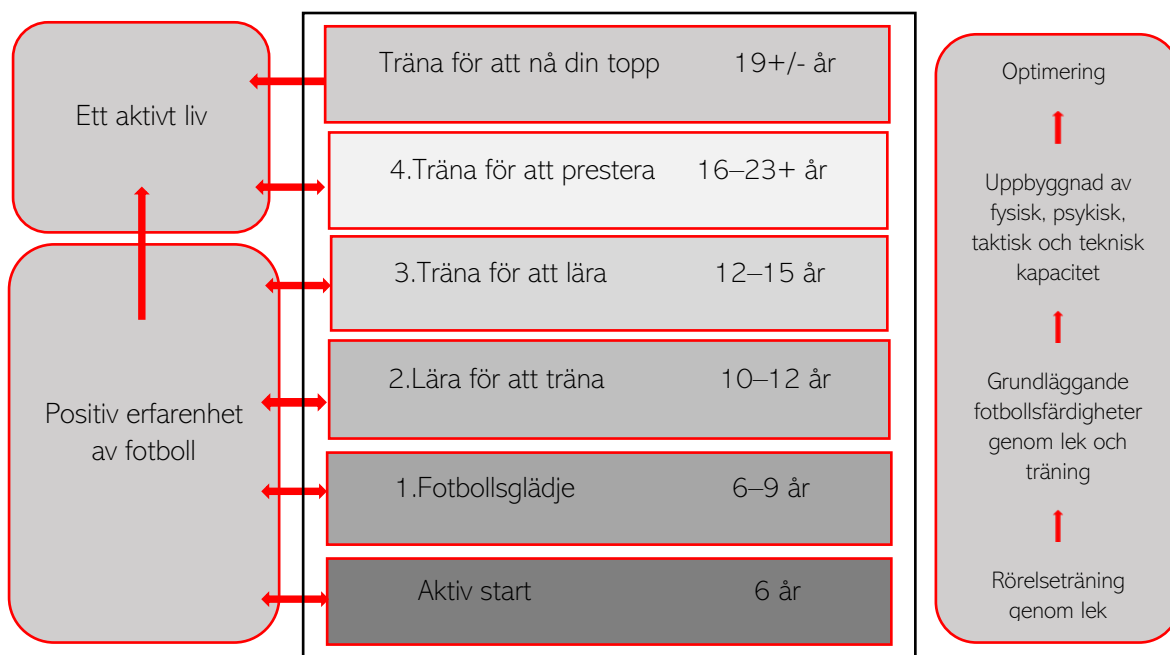 Ett aktivt liv
Positiv erfarenhet
av fotboll
Träna för att nå din topp 19+/- år
4.Träna för att prestera 16–23+ år
3.Träna för att lära 12–15 år
2.Lära för att träna 10–12 år
1.Fotbollsglädje 6–9 år
Aktiv start 6 år
Optimering
Uppbyggnad av
fysisk, psykisk,
taktisk och teknisk
kapacitet
Grundläggande
fotbollsfärdigheter
genom lek och
träning
Rörelseträning
genom lek